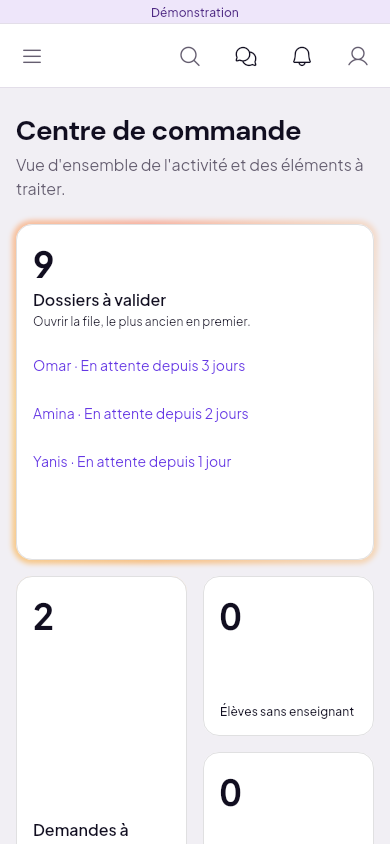 Démonstration
Centre de commande
Vue d'ensemble de l'activité et des éléments à
traiter.
9
Dossiers à valider
Ouvrir la file, le plus ancien en premier.
Omar · En attente depuis 3 jours
Amina · En attente depuis 2 jours
Yanis · En attente depuis 1 jour
2
Demandes à
0
Élèves sans enseignant
0